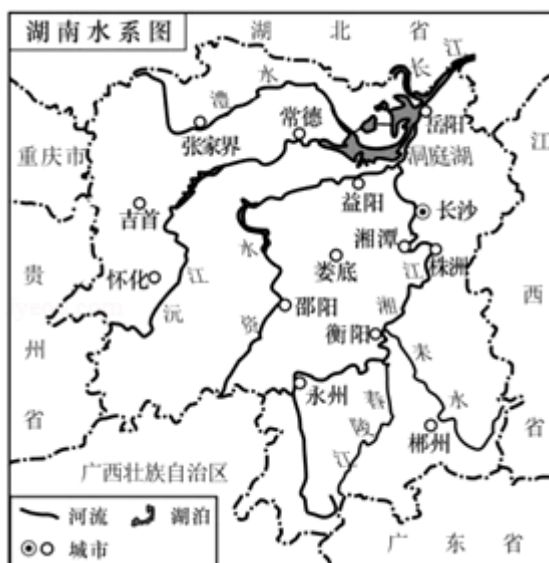 湖南水系图
湖北省
长江
澧水
张家界
常德
岳阳
洞庭湖
重庆市
江西省
吉首
益阳
长沙
湘潭
株洲
娄底
怀化
沅江
资水
邵阳
湘江
衡阳
耒水
贵州省
永州
舂陵江
郴州
广西壮族自治区
广东省
河流 湖泊
城市